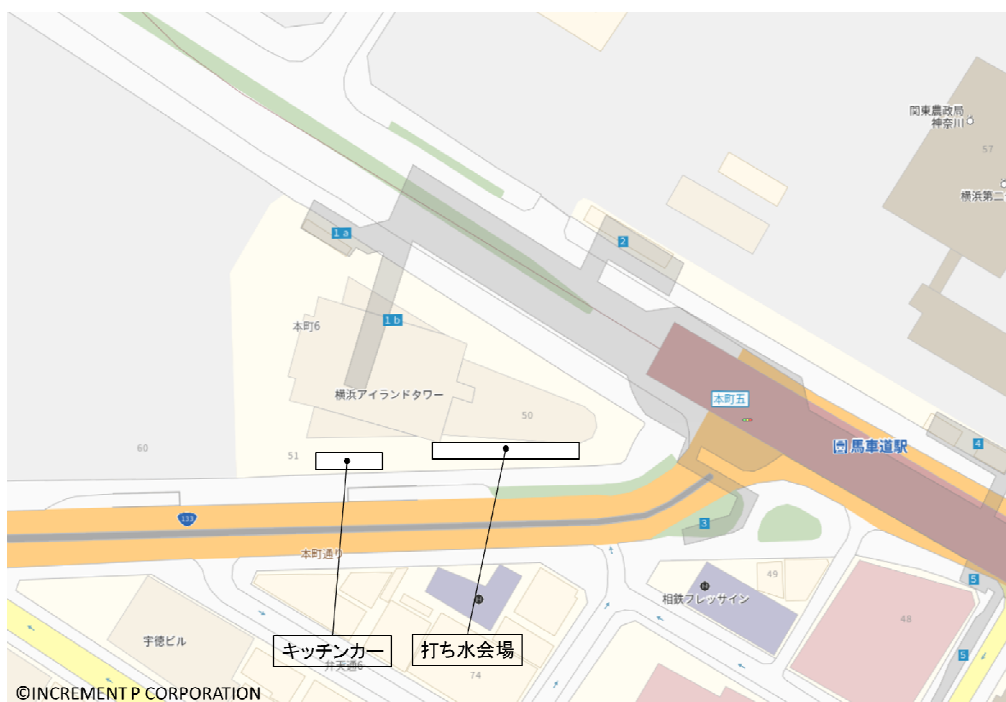 関東農政局
神奈川
57
横浜第二
1 a
2
本町6
1 b
横浜アイランドタワー
50
本町五
馬車道駅
4
60
51
133
3
本町通り
49
相鉄フレッサイン
5
48
宇徳ビル
キッチンカー
打ち水会場
弁天通6
74
5
©INCREMENT P CORPORATION